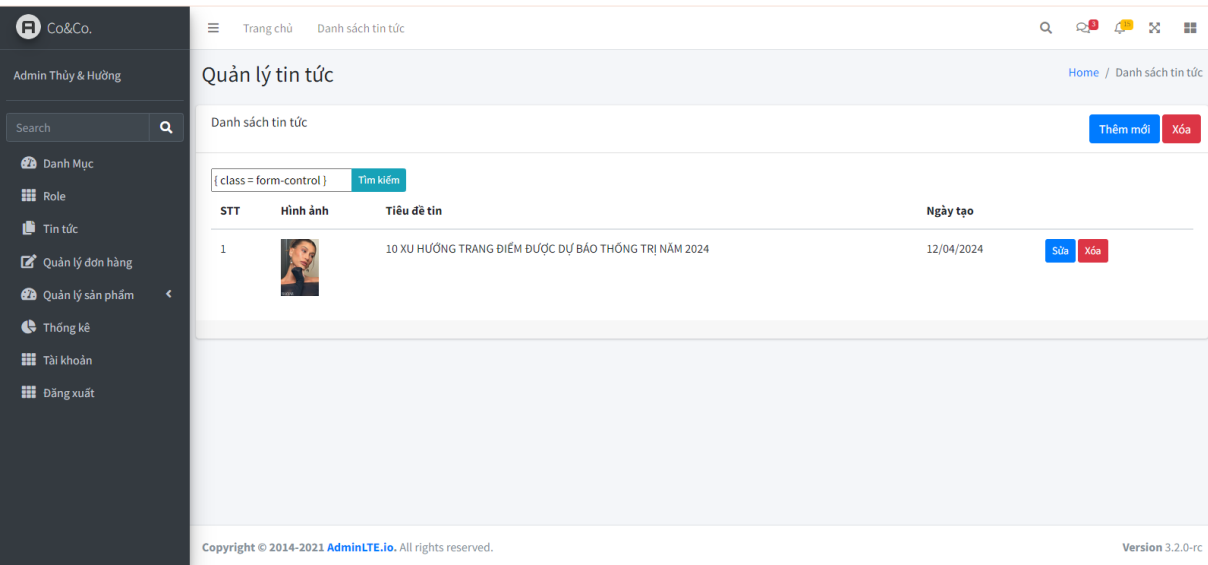 Co&Co.
Trang chủ Danh sách tin tức
3 15
Admin Thủy & Hường
Quản lý tin tức
Home / Danh sách tin tức
Search
Danh sách tin tức
Thêm mới Xóa
Danh Mục
Role
Tin tức
Quản lý đơn hàng
Quản lý sản phẩm
Thống kê
Tài khoản
Đăng xuất
{ class = form-control } Tìm kiếm
STT Hình ảnh Tiêu đề tin Ngày tạo
1 10 XU HƯỚNG TRANG ĐIỂM ĐƯỢC DỰ BÁO THỐNG TRỊ NĂM 2024 12/04/2024 Sửa Xóa
Copyright © 2014-2021 AdminLTE.io. All rights reserved.
Version 3.2.0-rc